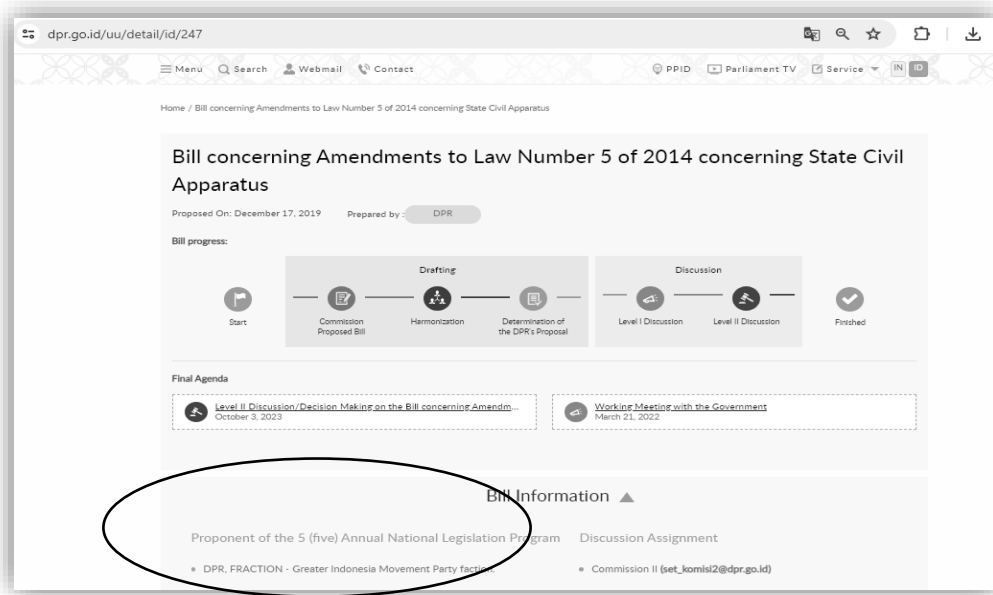 dpr.go.id/uu/detail/id/247
Menu Search Webmail Contact PPID Parliament TV Service IN ID
Home / Bill concerning Amendments to Law Number 5 of 2014 concerning State Civil Apparatus
Bill concerning Amendments to Law Number 5 of 2014 concerning State Civil
Apparatus
Proposed On: December 17, 2019 Prepared by : DPR
Bill progress:
Drafting Discussion
Start Commission Harmonization Determination of Level I Discussion Level II Discussion Finished
Proposed Bill the DPR's Proposal
Final Agenda
Level II Discussion/Decision Making on the Bill concerning Amendm... Working Meeting with the Government
October 3, 2023 March 21, 2022
Bill Information
Proponent of the 5 (five) Annual National Legislation Program Discussion Assignment
• DPR, FRACTION - Greater Indonesia Movement Party faction. • Commission II (set_komisi2@dpr.go.id)